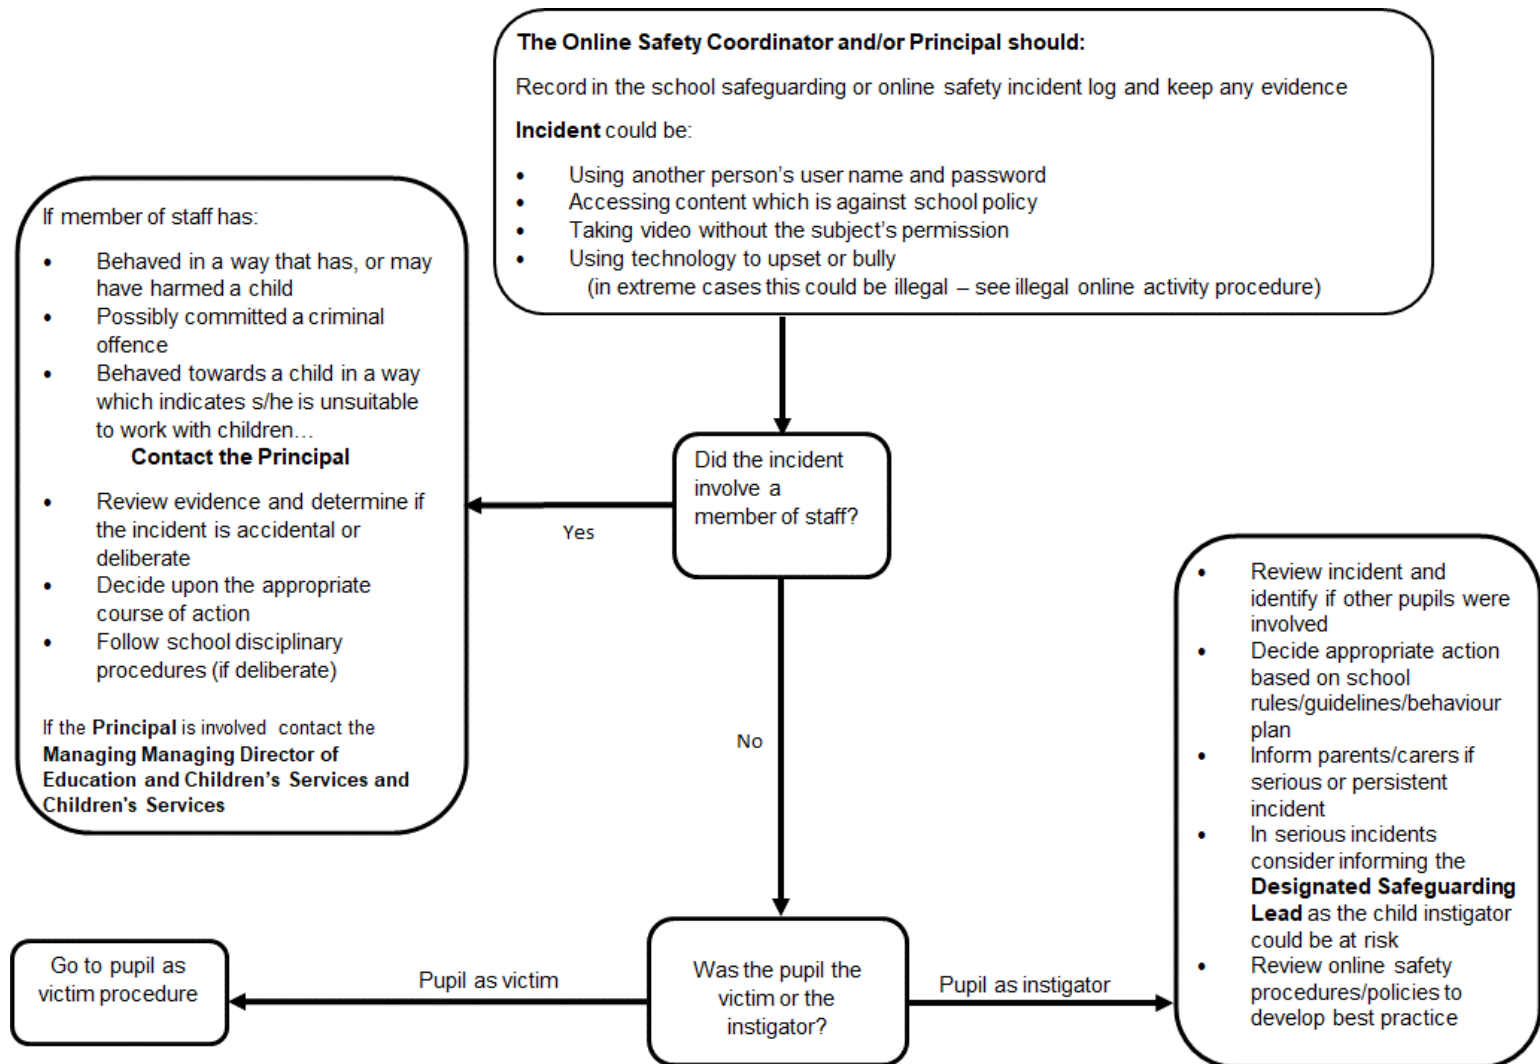 The Online Safety Coordinator and/or Principal should:
Record in the school safeguarding or online safety incident log and keep any evidence
Incident could be:
• Using another person's user name and password
• Accessing content which is against school policy
• Taking video without the subject's permission
• Using technology to upset or bully
(in extreme cases this could be illegal – see illegal online activity procedure)
If member of staff has:
• Behaved in a way that has, or may
have harmed a child
• Possibly committed a criminal
offence
• Behaved towards a child in a way
which indicates s/he is unsuitable
to work with children…
Contact the Principal
• Review evidence and determine if
the incident is accidental or
deliberate
• Decide upon the appropriate
course of action
• Follow school disciplinary
procedures (if deliberate)
If the Principal is involved contact the
Managing Managing Director of
Education and Children's Services and
Children's Services
Did the incident
involve a
member of staff?
Yes
No
Was the pupil the
victim or the
instigator?
Pupil as victim
Go to pupil as
victim procedure
Pupil as instigator
• Review incident and
identify if other pupils were
involved
• Decide appropriate action
based on school
rules/guidelines/behaviour
plan
• Inform parents/carers if
serious or persistent
incident
• In serious incidents
consider informing the
Designated Safeguarding
Lead as the child instigator
could be at risk
• Review online safety
procedures/policies to
develop best practice